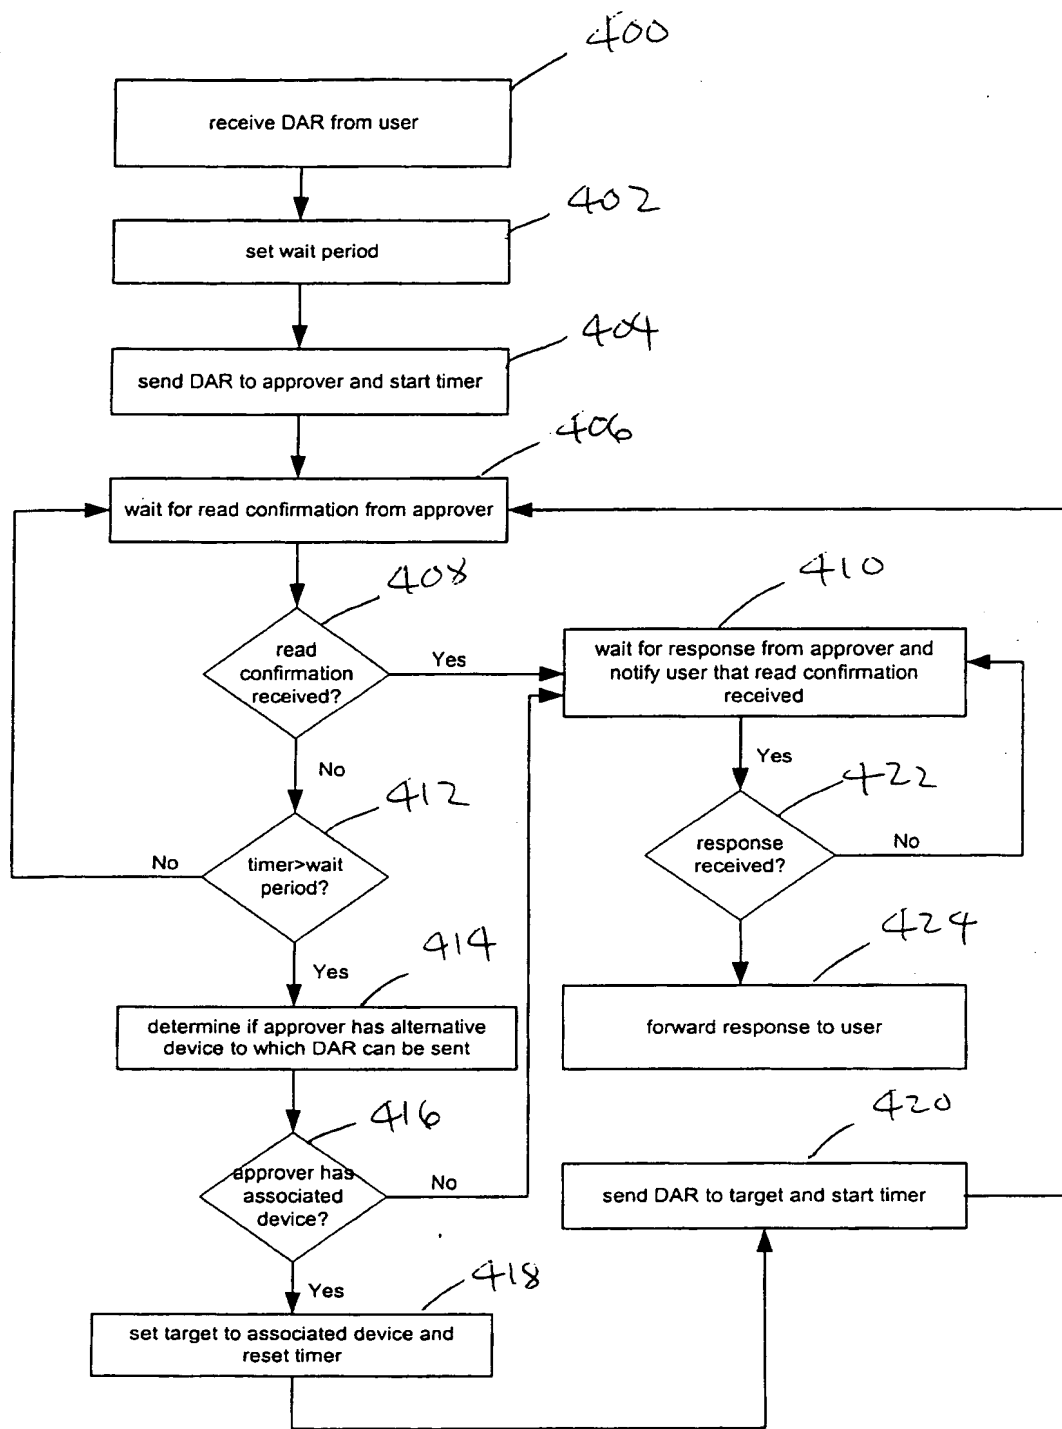 400
receive DAR from user
402
set wait period
404
send DAR to approver and start timer
406
wait for read confirmation from approver
408
read
confirmation
received?
Yes
No
410
wait for response from approver and
notify user that read confirmation
received
Yes
412
timer>wait
period?
No
Yes
422
response
received?
No
414
determine if approver has alternative
device to which DAR can be sent
424
forward response to user
416
approver has
associated
device?
No
Yes
420
send DAR to target and start timer
418
set target to associated device and
reset timer